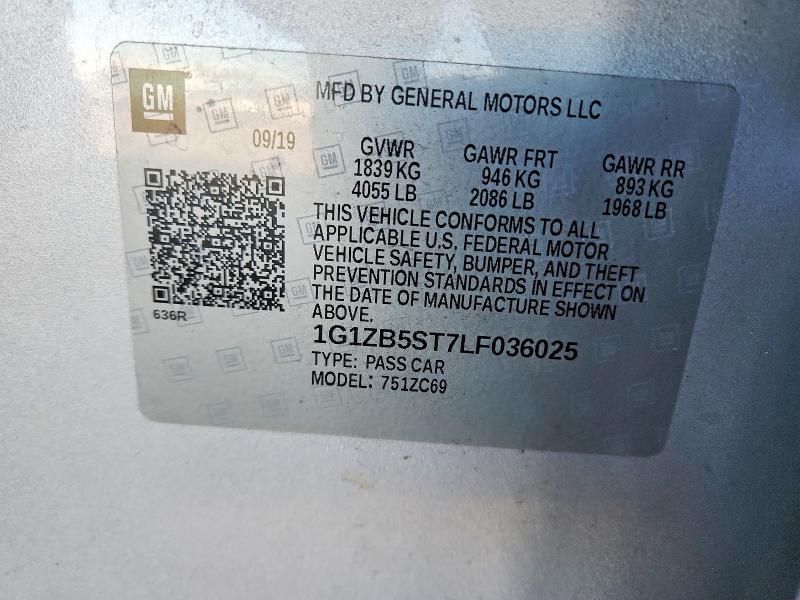 GM
MFD BY GENERAL MOTORS LLC
09/19
GVWR
1839 KG
4055 LB
GAWR FRT
946 KG
2086 LB
GAWR RR
893 KG
1968 LB
THIS VEHICLE CONFORMS TO ALL
APPLICABLE U.S. FEDERAL MOTOR
VEHICLE SAFETY, BUMPER, AND THEFT
PREVENTION STANDARDS IN EFFECT ON
THE DATE OF MANUFACTURE SHOWN
ABOVE.
636R
1G1ZB5ST7LF036025
TYPE: PASS CAR
MODEL: 751ZC69